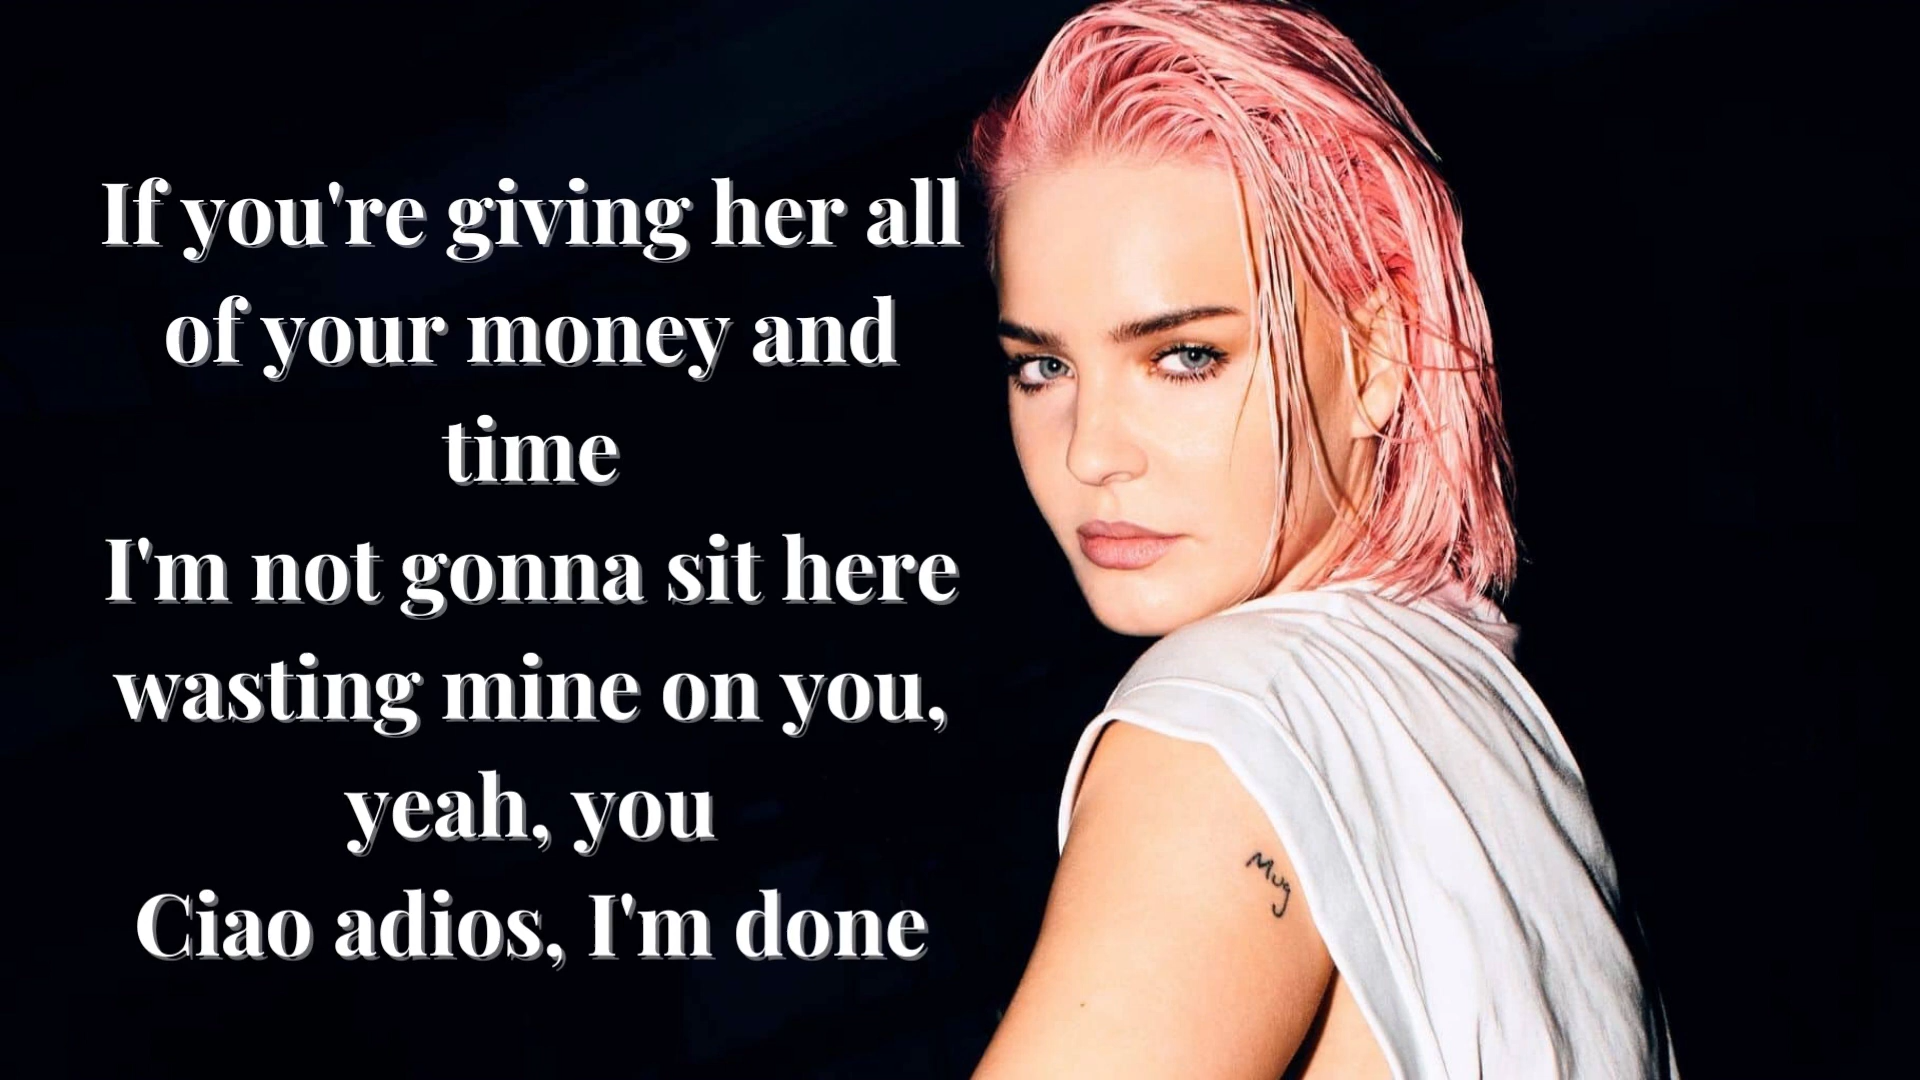 If you're giving her all
of your money and
time
I'm not gonna sit here
wasting mine on you,
yeah, you
Ciao adios, I'm done
Mug